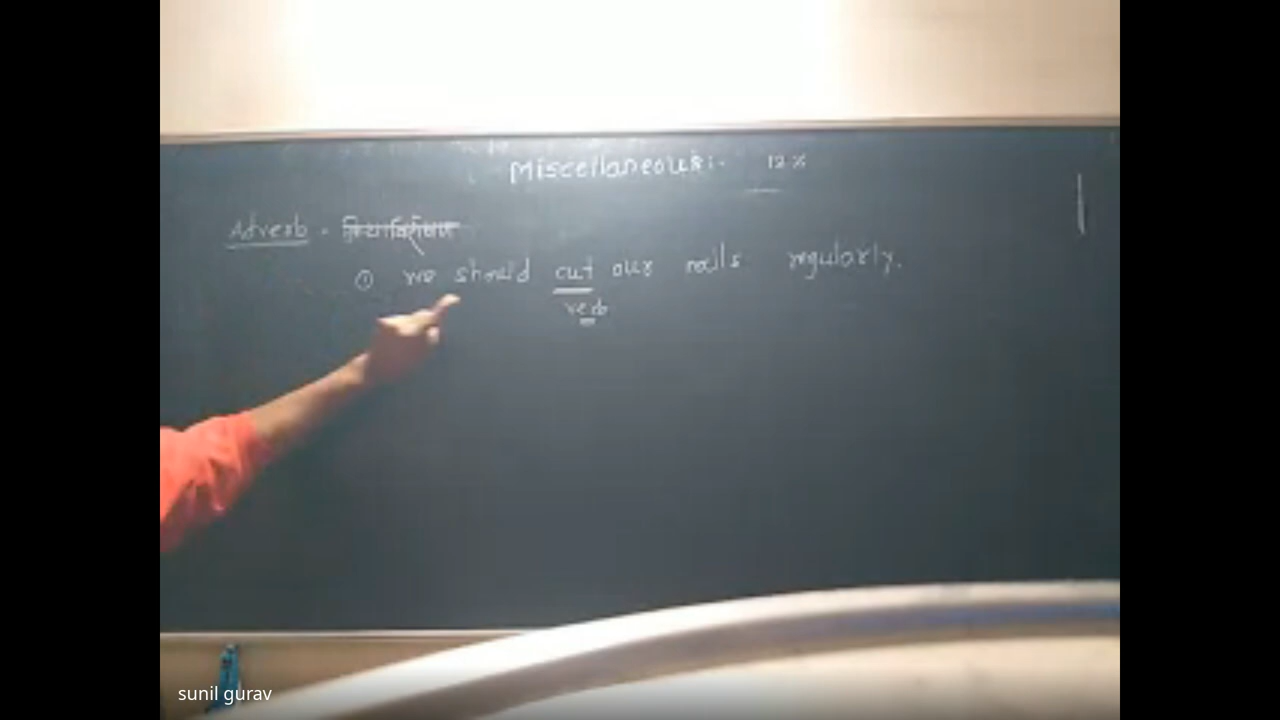 Miscellaneous:- 12 x
Adverb - क्रियाविशेषण
① we should cut our nails regularly.
verb
sunil gurav